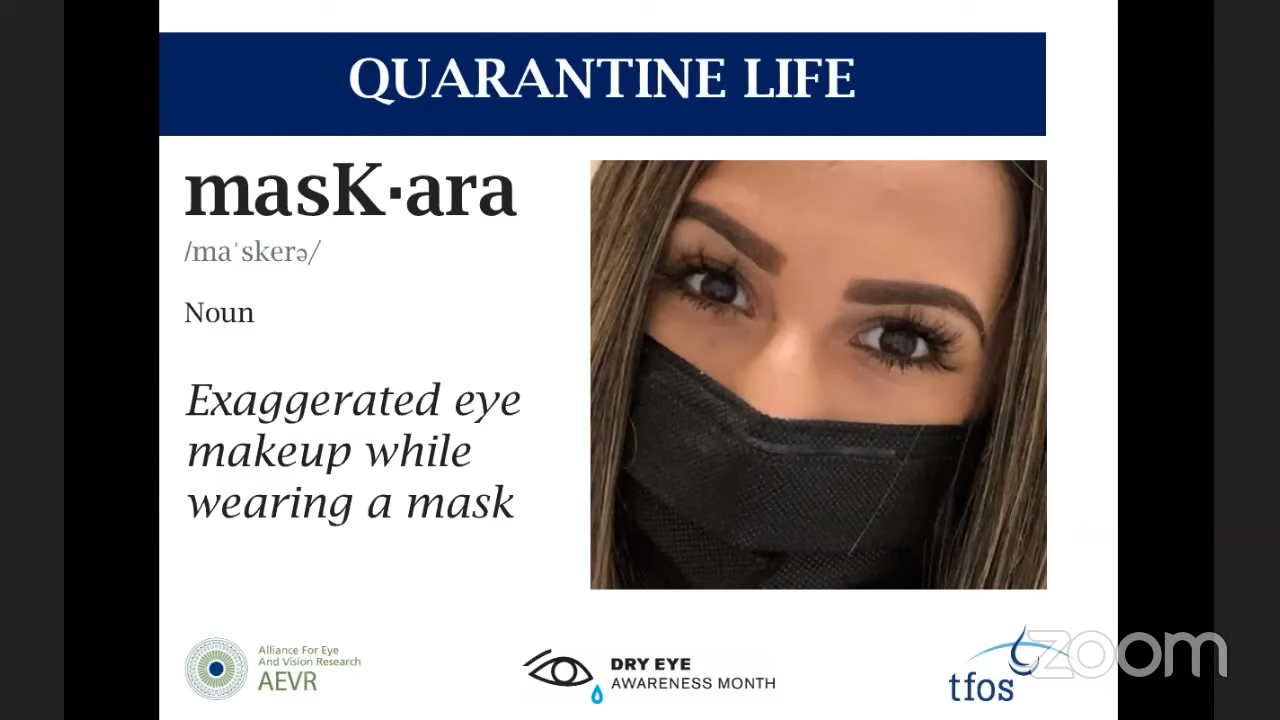 QUARANTINE LIFE
masK·ara
/maˈskerə/
Noun
Exaggerated eye
makeup while
wearing a mask
Alliance For Eye
And Vision Research
AEVR
DRY EYE
AWARENESS MONTH
tfos
zoom